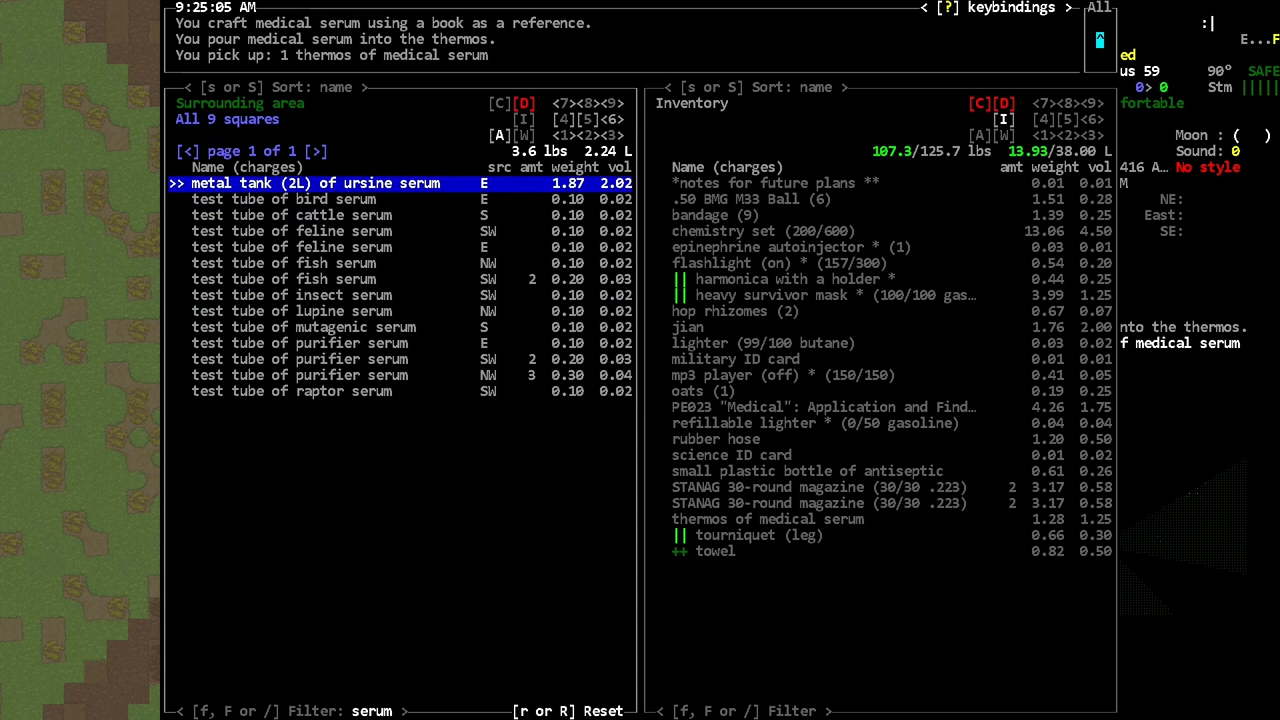 9:25:05 AM < [?] keybindings > All
You craft medical serum using a book as a reference.
You pour medical serum into the thermos.
You pick up: 1 thermos of medical serum
^
:|
E...F
ed
us 59 90° SAFE
0> 0 Stm |||||
fortable
Moon : ( )
Sound: 0
416 A… No style
M
NE:
East:
SE:
nto the thermos.
f medical serum
< [s or S] Sort: name >
Surrounding area [C][D] <7><8><9>
All 9 squares [I] [4][5]<6>
[A][W] <1><2><3>
[<] page 1 of 1 [>] 3.6 lbs 2.24 L
Name (charges) src amt weight vol
>> metal tank (2L) of ursine serum E 1.87 2.02
test tube of bird serum E 0.10 0.02
test tube of cattle serum S 0.10 0.02
test tube of feline serum SW 0.10 0.02
test tube of feline serum E 0.10 0.02
test tube of fish serum NW 0.10 0.02
test tube of fish serum SW 2 0.20 0.03
test tube of insect serum SW 0.10 0.02
test tube of lupine serum NW 0.10 0.02
test tube of mutagenic serum S 0.10 0.02
test tube of purifier serum E 0.10 0.02
test tube of purifier serum SW 2 0.20 0.03
test tube of purifier serum NW 3 0.30 0.04
test tube of raptor serum SW 0.10 0.02
< [f, F or /] Filter: serum > [r or R] Reset
< [s or S] Sort: name >
Inventory [C][D] <7><8><9>
[I] [4][5]<6>
[A][W] <1><2><3>
107.3/125.7 lbs 13.93/38.00 L
Name (charges) amt weight vol
*notes for future plans ** 0.01 0.01
.50 BMG M33 Ball (6) 1.51 0.28
bandage (9) 1.39 0.25
chemistry set (200/600) 13.06 4.50
epinephrine autoinjector * (1) 0.03 0.01
flashlight (on) * (157/300) 0.54 0.20
|| harmonica with a holder * 0.44 0.25
|| heavy survivor mask * (100/100 gas… 3.99 1.25
hop rhizomes (2) 0.67 0.07
jian 1.76 2.00
lighter (99/100 butane) 0.03 0.02
military ID card 0.01 0.01
mp3 player (off) * (150/150) 0.41 0.05
oats (1) 0.19 0.25
PE023 "Medical": Application and Find… 4.26 1.75
refillable lighter * (0/50 gasoline) 0.04 0.04
rubber hose 1.20 0.50
science ID card 0.01 0.02
small plastic bottle of antiseptic 0.61 0.26
STANAG 30-round magazine (30/30 .223) 2 3.17 0.58
STANAG 30-round magazine (30/30 .223) 2 3.17 0.58
thermos of medical serum 1.28 1.25
|| tourniquet (leg) 0.66 0.30
++ towel 0.82 0.50
< [f, F or /] Filter >